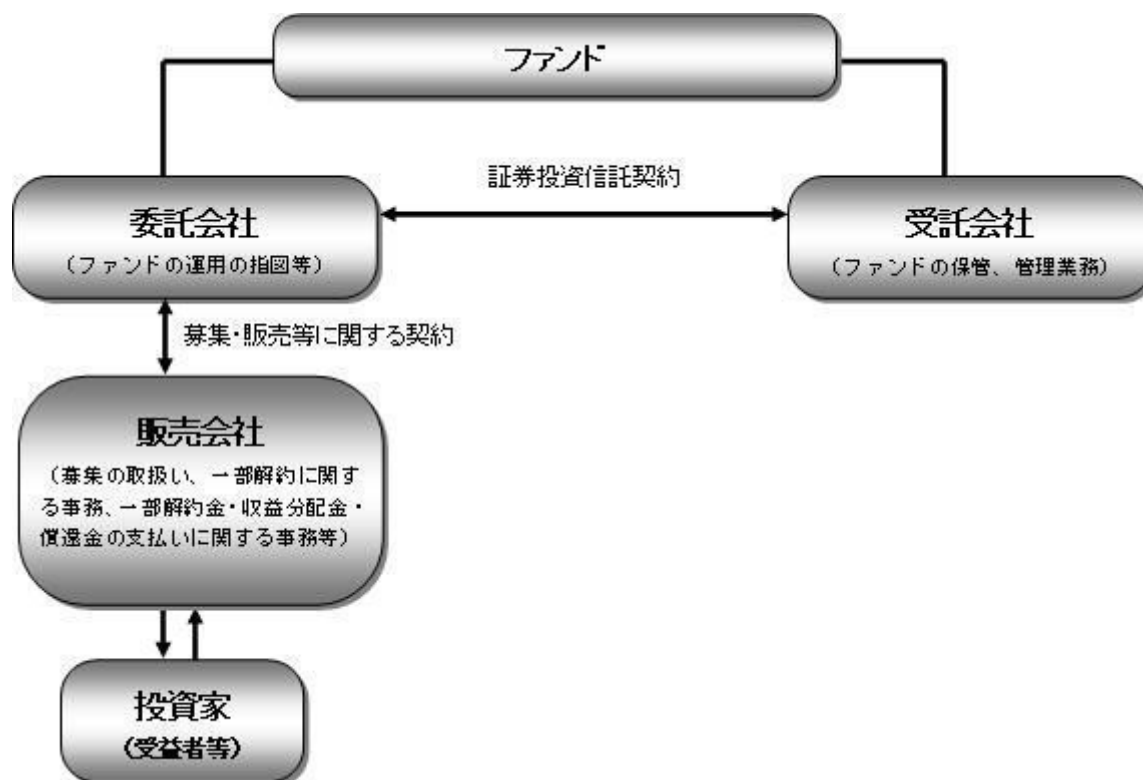 ファンド
証券投資信託契約
委託会社
（ファンドの運用の指図等）
受託会社
（ファンドの保管、管理業務）
募集・販売等に関する契約
販売会社
（募集の取扱い、一部解約に関す
る事務、一部解約金・収益分配金・
償還金の支払いに関する事務等）
投資家
（受益者等）